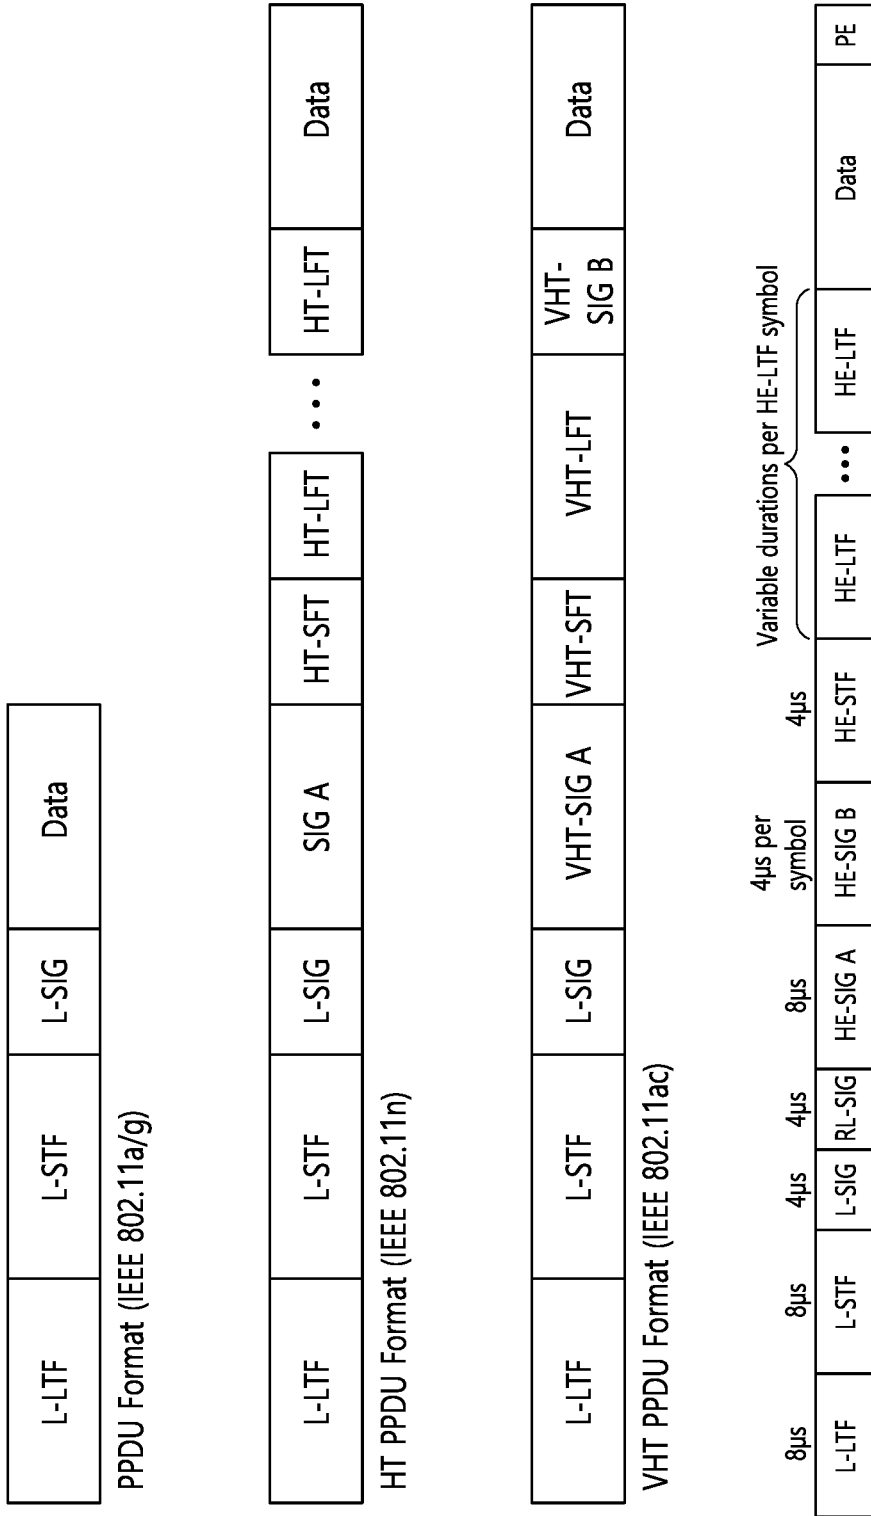 L-LTF
L-STF
L-SIG
Data
PPDU Format (IEEE 802.11a/g)
L-LTF
L-STF
L-SIG
SIG A
HT-SFT
HT-LFT
•••
HT-LFT
Data
HT PPDU Format (IEEE 802.11n)
L-LTF
L-STF
L-SIG
VHT-SIG A
VHT-SFT
VHT-LFT
VHT-
SIG B
Data
VHT PPDU Format (IEEE 802.11ac)
8µs
8µs
4µs
4µs
8µs
4µs per
symbol
4µs
Variable durations per HE-LTF symbol
L-LTF
L-STF
L-SIG
RL-SIG
HE-SIG A
HE-SIG B
HE-STF
HE-LTF
•••
HE-LTF
Data
PE